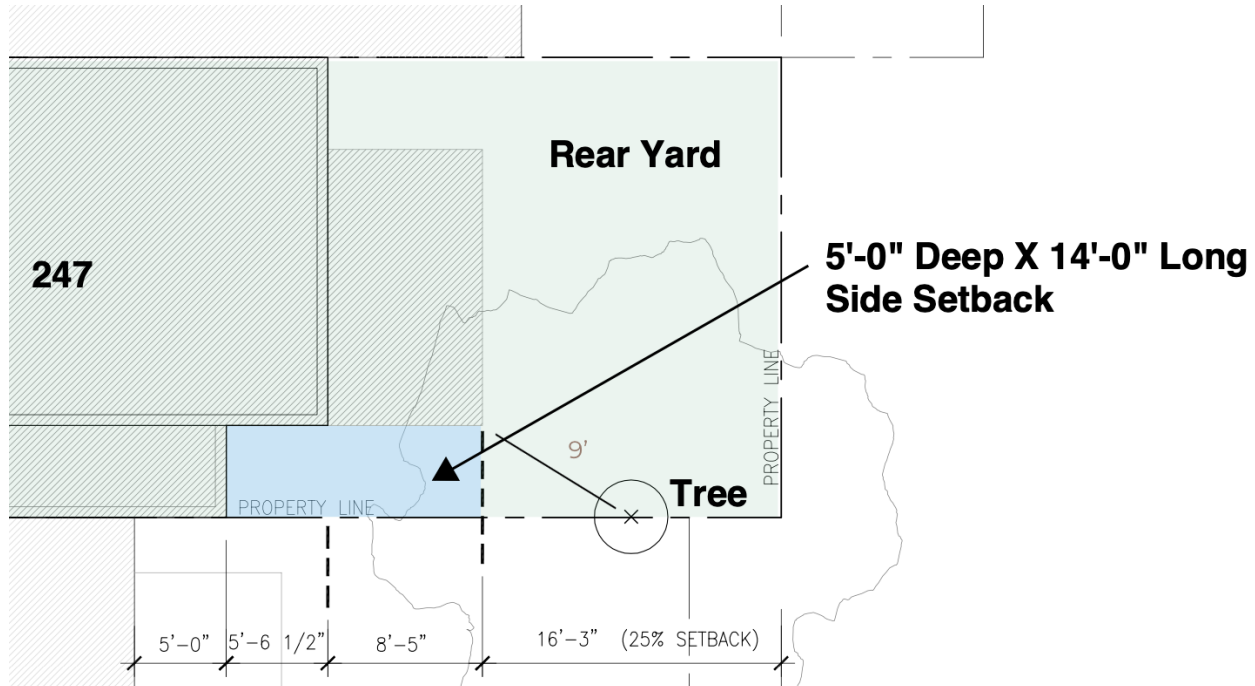 Rear Yard
5'-0" Deep X 14'-0" Long
Side Setback
247
PROPERTY LINE
9'
Tree
PROPERTY LINE
5'-0"
5'-6 1/2"
8'-5"
16'-3" (25% SETBACK)